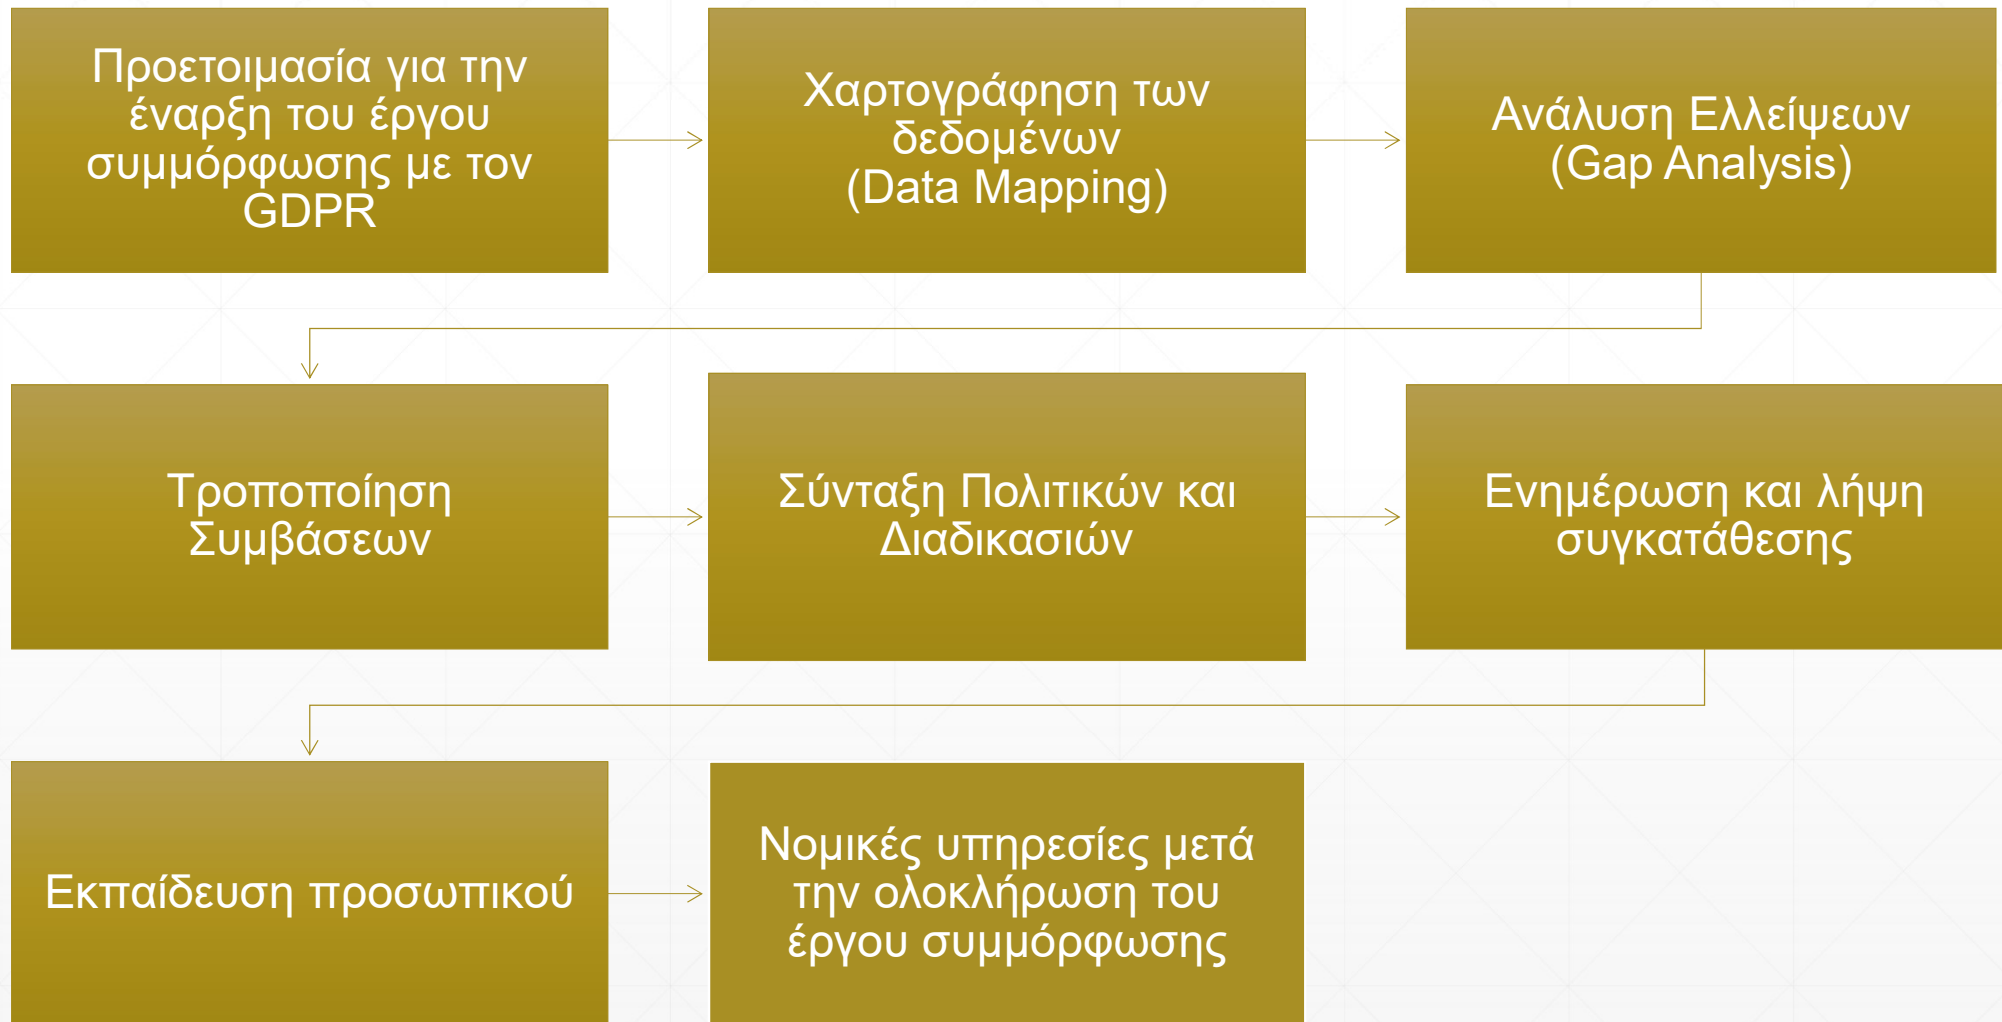 Προετοιμασία για την
έναρξη του έργου
συμμόρφωσης με τον
GDPR
Χαρτογράφηση των
δεδομένων
(Data Mapping)
Ανάλυση Ελλείψεων
(Gap Analysis)
Τροποποίηση
Συμβάσεων
Σύνταξη Πολιτικών και
Διαδικασιών
Ενημέρωση και λήψη
συγκατάθεσης
Εκπαίδευση προσωπικού
Νομικές υπηρεσίες μετά
την ολοκλήρωση του
έργου συμμόρφωσης